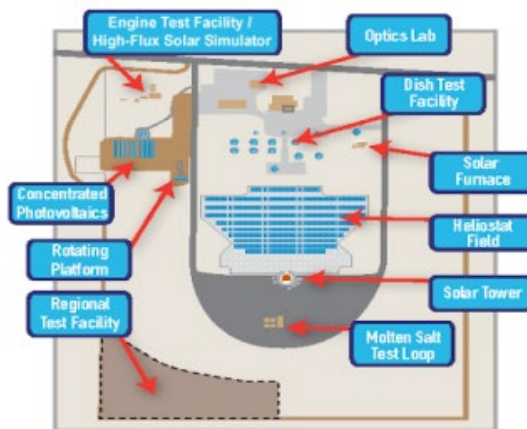 Engine Test Facility /
High-Flux Solar Simulator
Optics Lab
Dish Test
Facility
Solar
Furnace
Concentrated
Photovoltaics
Heliostat
Field
Rotating
Platform
Solar Tower
Regional
Test Facility
Molten Salt
Test Loop